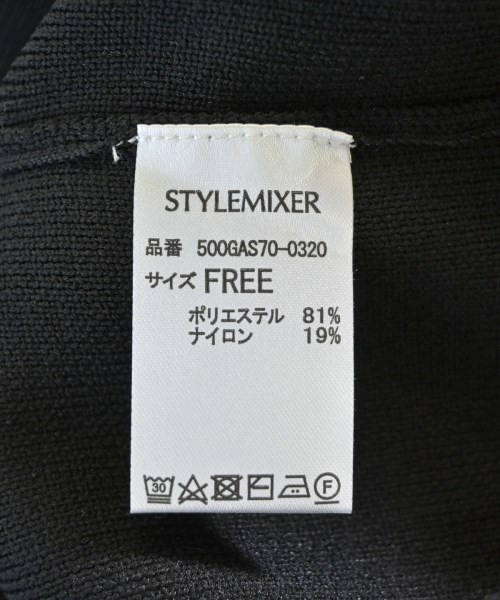 STYLEMIXER
品番 500GAS70-0320
サイズ FREE
ポリエステル 81%
ナイロン 19%
30 F